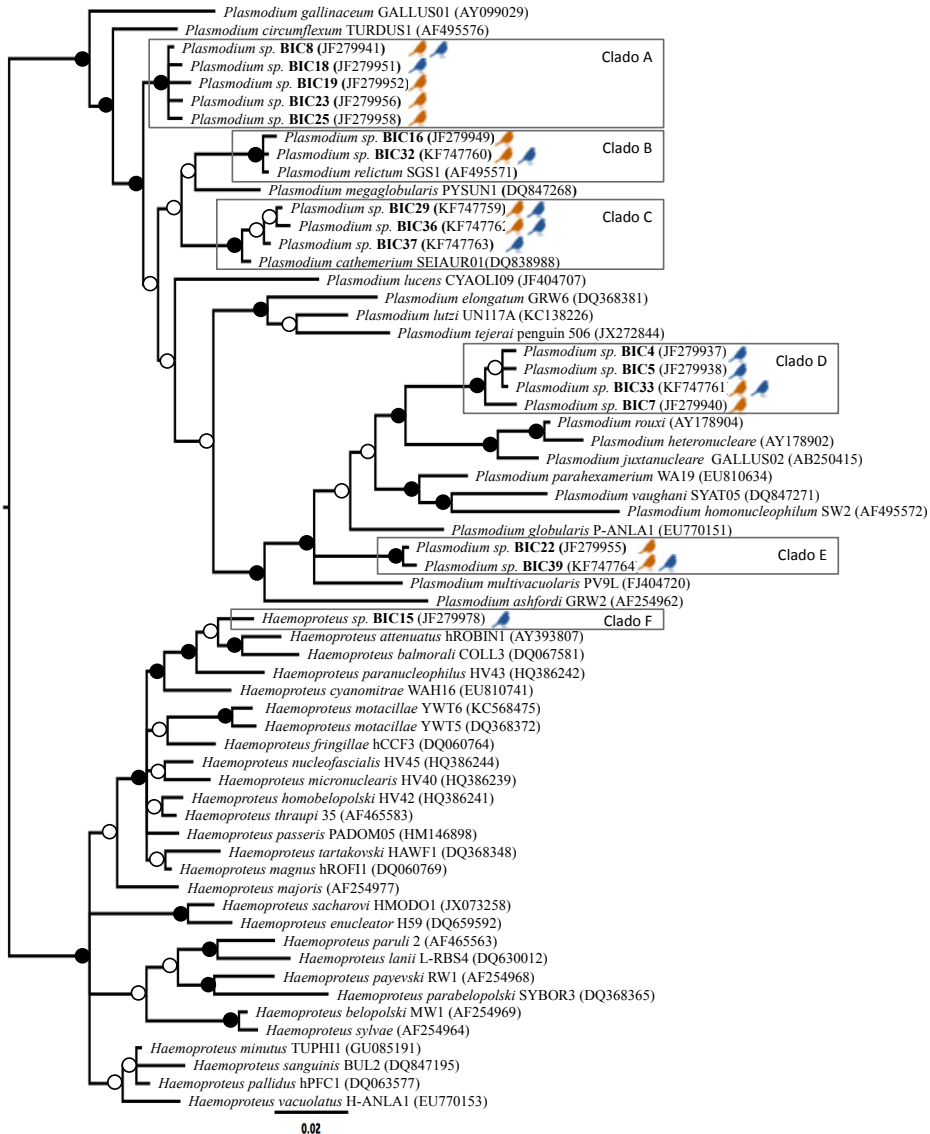 Plasmodium gallinaceum GALLUS01 (AY099029)
Plasmodium circumflexum TURDUS1 (AF495576)
Plasmodium sp. BIC8 (JF279941)
Clado A
Plasmodium sp. BIC18 (JF279951)
Plasmodium sp. BIC19 (JF279952)
Plasmodium sp. BIC23 (JF279956)
Plasmodium sp. BIC25 (JF279958)
Plasmodium sp. BIC16 (JF279949)
Clado B
Plasmodium sp. BIC32 (KF747760)
Plasmodium relictum SGS1 (AF495571)
Plasmodium megaglobularis PYSUN1 (DQ847268)
Plasmodium sp. BIC29 (KF747759)
Clado C
Plasmodium sp. BIC36 (KF747762
Plasmodium sp. BIC37 (KF747763)
Plasmodium cathemerium SEIAUR01(DQ838988)
Plasmodium lucens CYAOLI09 (JF404707)
Plasmodium elongatum GRW6 (DQ368381)
Plasmodium lutzi UN117A (KC138226)
Plasmodium tejerai penguin 506 (JX272844)
Plasmodium sp. BIC4 (JF279937)
Clado D
Plasmodium sp. BIC5 (JF279938)
Plasmodium sp. BIC33 (KF747761
Plasmodium sp. BIC7 (JF279940)
Plasmodium rouxi (AY178904)
Plasmodium heteronucleare (AY178902)
Plasmodium juxtanucleare GALLUS02 (AB250415)
Plasmodium parahexamerium WA19 (EU810634)
Plasmodium vaughani SYAT05 (DQ847271)
Plasmodium homonucleophilum SW2 (AF495572)
Plasmodium globularis P-ANLA1 (EU770151)
Plasmodium sp. BIC22 (JF279955)
Clado E
Plasmodium sp. BIC39 (KF747764
Plasmodium multivacuolaris PV9L (FJ404720)
Plasmodium ashfordi GRW2 (AF254962)
Haemoproteus sp. BIC15 (JF279978)
Clado F
Haemoproteus attenuatus hROBIN1 (AY393807)
Haemoproteus balmorali COLL3 (DQ067581)
Haemoproteus paranucleophilus HV43 (HQ386242)
Haemoproteus cyanomitrae WAH16 (EU810741)
Haemoproteus motacillae YWT6 (KC568475)
Haemoproteus motacillae YWT5 (DQ368372)
Haemoproteus fringillae hCCF3 (DQ060764)
Haemoproteus nucleofascialis HV45 (HQ386244)
Haemoproteus micronuclearis HV40 (HQ386239)
Haemoproteus homobelopolski HV42 (HQ386241)
Haemoproteus thraupi 35 (AF465583)
Haemoproteus passeris PADOM05 (HM146898)
Haemoproteus tartakovski HAWF1 (DQ368348)
Haemoproteus magnus hROFI1 (DQ060769)
Haemoproteus majoris (AF254977)
Haemoproteus sacharovi HMODO1 (JX073258)
Haemoproteus enucleator H59 (DQ659592)
Haemoproteus paruli 2 (AF465563)
Haemoproteus lanii L-RBS4 (DQ630012)
Haemoproteus payevski RW1 (AF254968)
Haemoproteus parabelopolski SYBOR3 (DQ368365)
Haemoproteus belopolski MW1 (AF254969)
Haemoproteus sylvae (AF254964)
Haemoproteus minutus TUPHI1 (GU085191)
Haemoproteus sanguinis BUL2 (DQ847195)
Haemoproteus pallidus hPFC1 (DQ063577)
Haemoproteus vacuolatus H-ANLA1 (EU770153)
0.02